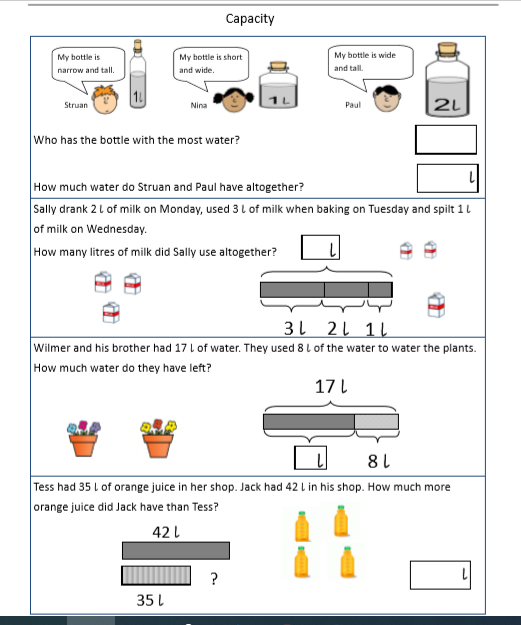 Capacity
My bottle is
narrow and tall.
Struan
1l
My bottle is short
and wide.
Nina
1 L
My bottle is wide
and tall.
Paul
2L
Who has the bottle with the most water?
l
How much water do Struan and Paul have altogether?
Sally drank 2 l of milk on Monday, used 3 l of milk when baking on Tuesday and spilt 1 l
of milk on Wednesday.
How many litres of milk did Sally use altogether?
l
3 l 2 l 1 l
Wilmer and his brother had 17 l of water. They used 8 l of the water to water the plants.
How much water do they have left?
17 l
l
8 l
Tess had 35 l of orange juice in her shop. Jack had 42 l in his shop. How much more
orange juice did Jack have than Tess?
42 l
?
35 l
l